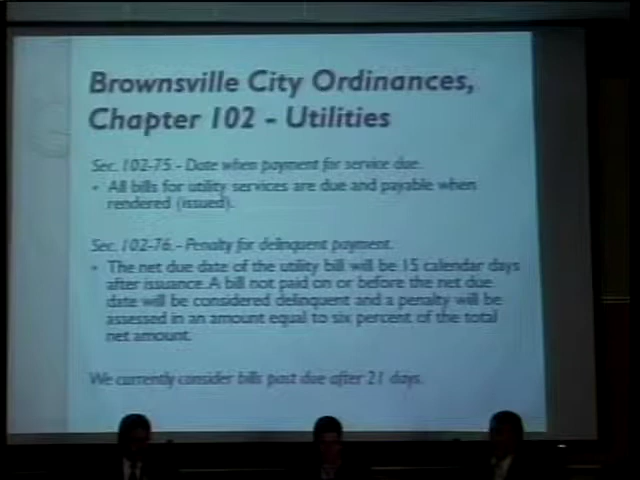 Brownsville City Ordinances,
Chapter 102 - Utilities
Sec. 102-75.- Date when payment for service due.
• All bills for utility services are due and payable when
rendered (issued).
Sec. 102-76.- Penalty for delinquent payment.
• The net due date of the utility bill will be 15 calendar days
after issuance. A bill not paid on or before the net due
date will be considered delinquent and a penalty will be
assessed in an amount equal to six percent of the total
net amount.
We currently consider bills past due after 21 days.